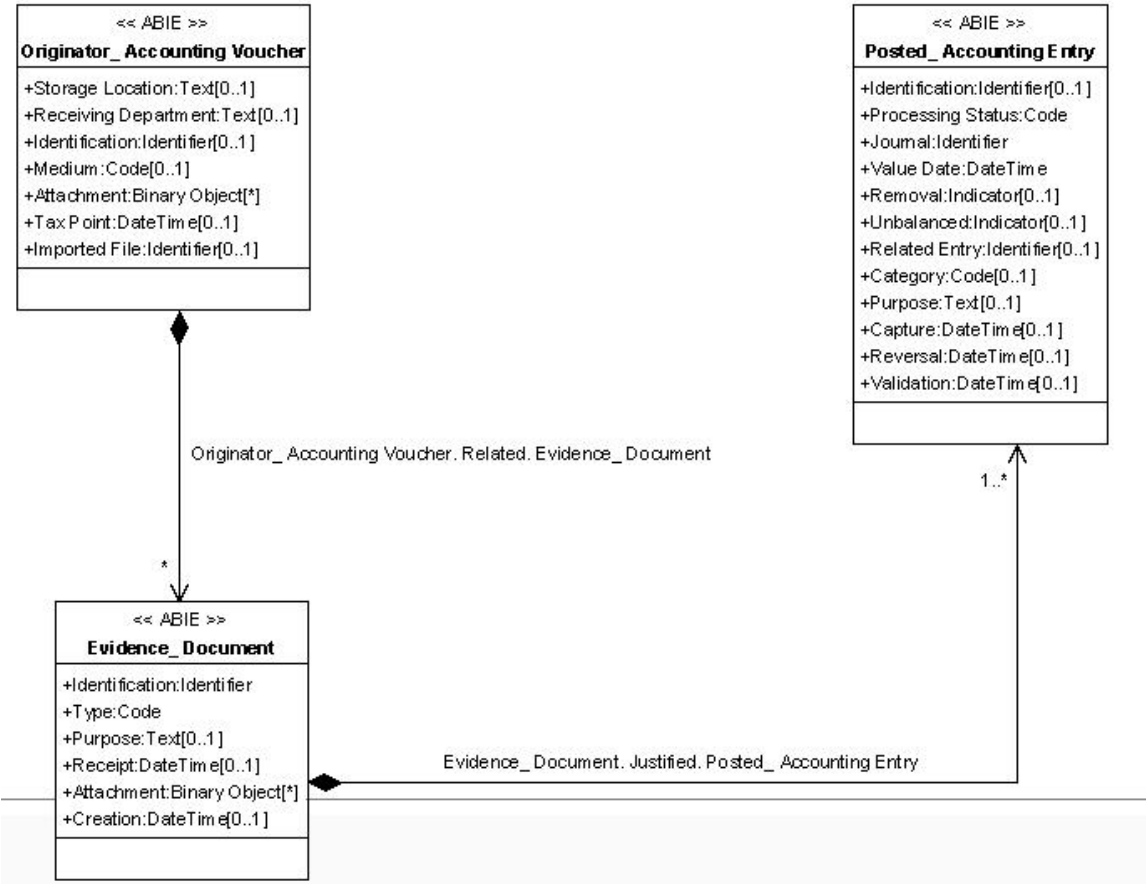 << ABIE >>
Originator_ Accounting Voucher
+Storage Location:Text[0..1]
+Receiving Department:Text[0..1]
+Identification:Identifier[0..1]
+Medium:Code[0..1]
+Attachment:Binary Object[*]
+Tax Point:DateTime[0..1]
+Imported File:Identifier[0..1]
<< ABIE >>
Posted_ Accounting Entry
+Identification:Identifier[0..1]
+Processing Status:Code
+Journal:Identifier
+Value Date:DateTime
+Removal:Indicator[0..1]
+Unbalanced:Indicator[0..1]
+Related Entry:Identifier[0..1]
+Category:Code[0..1]
+Purpose:Text[0..1]
+Capture:DateTime[0..1]
+Reversal:DateTime[0..1]
+Validation:DateTime[0..1]
Originator_ Accounting Voucher. Related. Evidence_ Document
1..*
*
<< ABIE >>
Evidence_ Document
+Identification:Identifier
+Type:Code
+Purpose:Text[0..1]
+Receipt:DateTime[0..1]
+Attachment:Binary Object[*]
+Creation:DateTime[0..1]
Evidence_ Document. Justified. Posted_ Accounting Entry